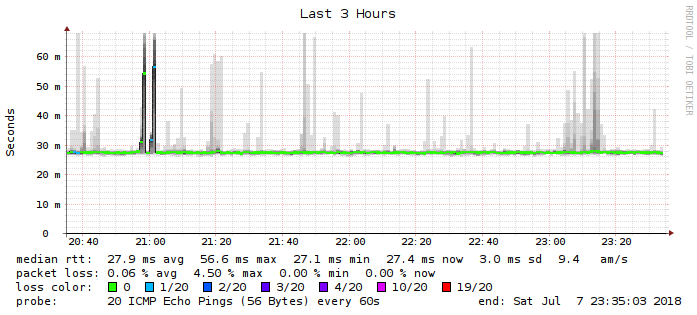 Last 3 Hours
RRDTOOL / TOBI OETIKER
Seconds
60 m
50 m
40 m
30 m
20 m
10 m
0
20:40 21:00 21:20 21:40 22:00 22:20 22:40 23:00 23:20
median rtt: 27.9 ms avg 56.6 ms max 27.1 ms min 27.4 ms now 3.0 ms sd 9.4 am/s
packet loss: 0.06 % avg 4.50 % max 0.00 % min 0.00 % now
loss color: 0 1/20 2/20 3/20 4/20 10/20 19/20
probe: 20 ICMP Echo Pings (56 Bytes) every 60s end: Sat Jul 7 23:35:03 2018